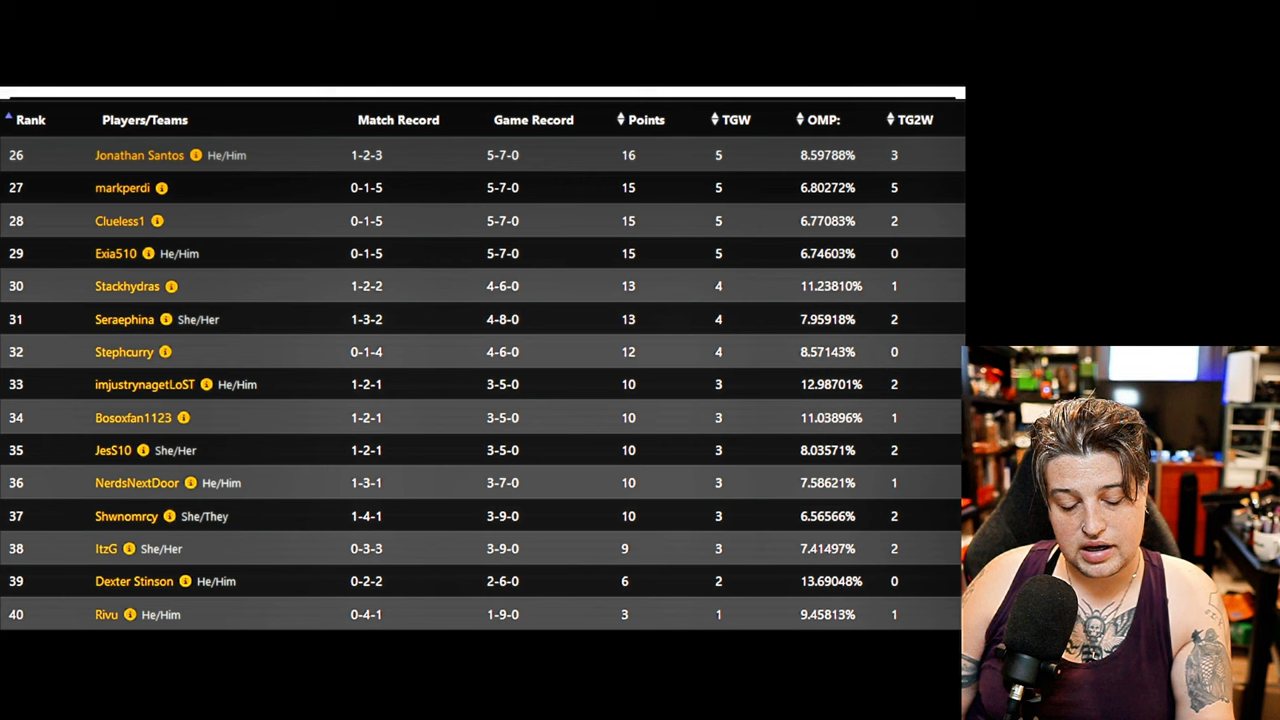 Rank Players/Teams Match Record Game Record Points TGW OMP: TG2W
26 Jonathan Santos He/Him 1-2-3 5-7-0 16 5 8.59788% 3
27 markperdi 0-1-5 5-7-0 15 5 6.80272% 5
28 Clueless1 0-1-5 5-7-0 15 5 6.77083% 2
29 Exia510 He/Him 0-1-5 5-7-0 15 5 6.74603% 0
30 Stackhydras 1-2-2 4-6-0 13 4 11.23810% 1
31 Seraephina She/Her 1-3-2 4-8-0 13 4 7.95918% 2
32 Stephcurry 0-1-4 4-6-0 12 4 8.57143% 0
33 imjustrynagetLoST He/Him 1-2-1 3-5-0 10 3 12.98701% 2
34 Bosoxfan1123 1-2-1 3-5-0 10 3 11.03896% 1
35 JesS10 She/Her 1-2-1 3-5-0 10 3 8.03571% 2
36 NerdsNextDoor He/Him 1-3-1 3-7-0 10 3 7.58621% 1
37 Shwnomrcy She/They 1-4-1 3-9-0 10 3 6.56566% 2
38 ItzG She/Her 0-3-3 3-9-0 9 3 7.41497% 2
39 Dexter Stinson He/Him 0-2-2 2-6-0 6 2 13.69048% 0
40 Rivu He/Him 0-4-1 1-9-0 3 1 9.45813% 1